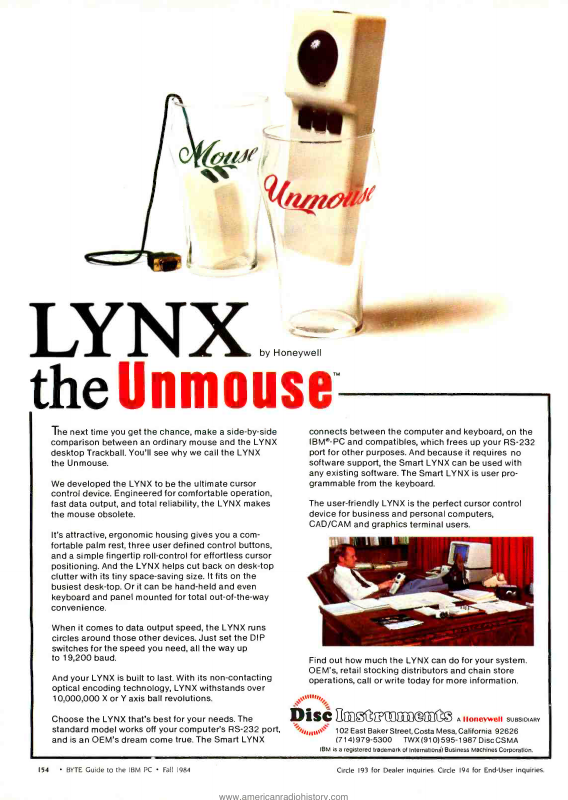 Mouse
Unmouse
LYNX
by Honeywell
the Unmouse™
The next time you get the chance, make a side-by-side
comparison between an ordinary mouse and the LYNX
desktop Trackball. You'll see why we call the LYNX
the Unmouse.
We developed the LYNX to be the ultimate cursor
control device. Engineered for comfortable operation,
fast data output, and total reliability, the LYNX makes
the mouse obsolete.
It's attractive, ergonomic housing gives you a com-
fortable palm rest, three user defined control buttons,
and a simple fingertip roll-control for effortless cursor
positioning. And the LYNX helps cut back on desk-top
clutter with its tiny space-saving size. It fits on the
busiest desk-top. Or it can be hand-held and even
keyboard and panel mounted for total out-of-the-way
convenience.
When it comes to data output speed, the LYNX runs
circles around those other devices. Just set the DIP
switches for the speed you need, all the way up
to 19,200 baud.
And your LYNX is built to last. With its non-contacting
optical encoding technology, LYNX withstands over
10,000,000 X or Y axis ball revolutions.
Choose the LYNX that's best for your needs. The
standard model works off your computer's RS-232 port,
and is an OEM's dream come true. The Smart LYNX
connects between the computer and keyboard, on the
IBM®-PC and compatibles, which frees up your RS-232
port for other purposes. And because it requires no
software support, the Smart LYNX can be used with
any existing software. The Smart LYNX is user pro-
grammable from the keyboard.
The user-friendly LYNX is the perfect cursor control
device for business and personal computers,
CAD/CAM and graphics terminal users.
Find out how much the LYNX can do for your system.
OEM's, retail stocking distributors and chain store
operations, call or write today for more information.
Disc Instruments A Honeywell SUBSIDIARY
102 East Baker Street, Costa Mesa, California 92626
(714)979-5300 TWX(910)595-1987 Disc CSMA
IBM is a registered trademark of International Business Machines Corporation.
154 • BYTE Guide to the IBM PC • Fall 1984
Circle 193 for Dealer inquiries. Circle 194 for End-User inquiries.
www.americanradiohistory.com